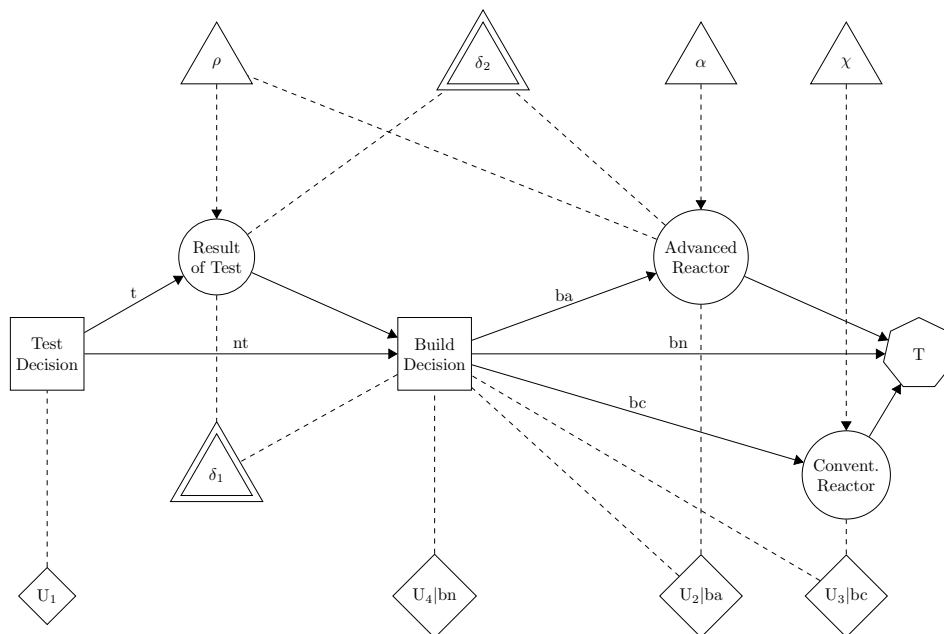 ρ
δ₂
α
χ
Result
of Test
Advanced
Reactor
t
ba
Test
Decision
nt
Build
Decision
bn
T
bc
δ₁
Convent.
Reactor
U₁
U₄|bn
U₂|ba
U₃|bc